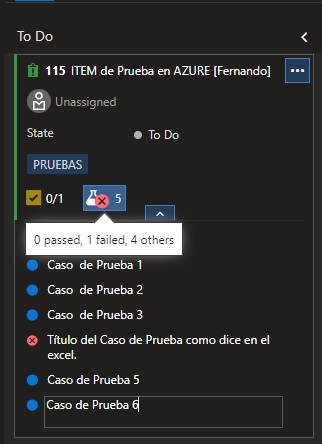 To Do
115 ITEM de Prueba en AZURE [Fernando]
Unassigned
State
To Do
PRUEBAS
0/1
5
0 passed, 1 failed, 4 others
Caso de Prueba 1
Caso de Prueba 2
Caso de Prueba 3
Título del Caso de Prueba como dice en el
excel.
Caso de Prueba 5
Caso de Prueba 6